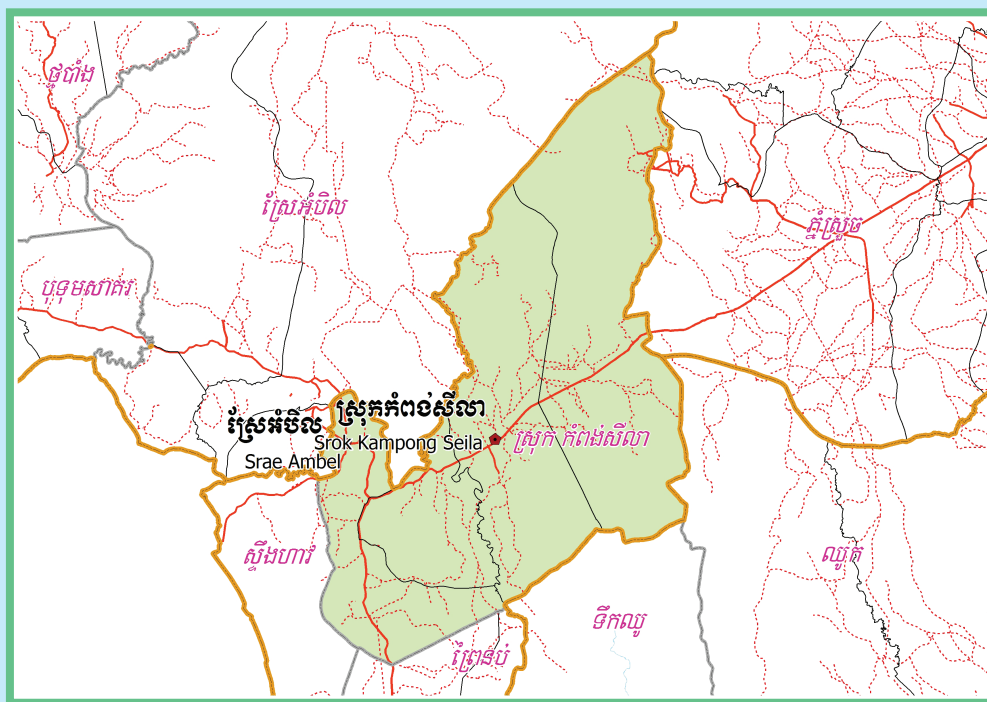 ថ្មបាំង
ស្រែអំបិល
ភ្នំស្រួច
បូទុមសាគរ
ស្រុកកំពង់សីលា
ស្រែអំបិល
Srok Kampong Seila
ស្រុក កំពង់សីលា
Srae Ambel
ស្ទឹងហាវ
ឈូក
ទឹកឈូ
ព្រៃនប់